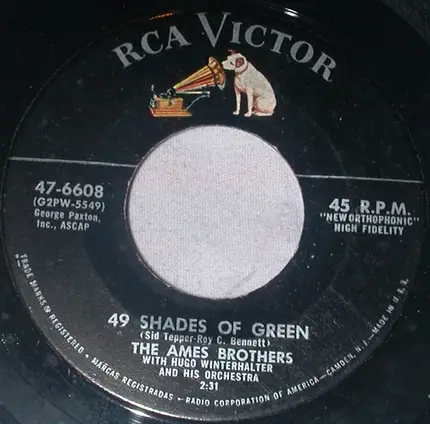 RCA VICTOR
47-6608
(G2PW-5549)
George Paxton,
Inc., ASCAP
45 R.P.M.
"NEW ORTHOPHONIC"
HIGH FIDELITY
49 SHADES OF GREEN
(Sid Tepper-Roy C. Bennett)
THE AMES BROTHERS
WITH HUGO WINTERHALTER
AND HIS ORCHESTRA
2:31
TRADE MARKS ® REGISTERED • MARCAS REGISTRADAS • RADIO CORPORATION OF AMERICA—CAMDEN, N.J.—MADE IN U.S.A.